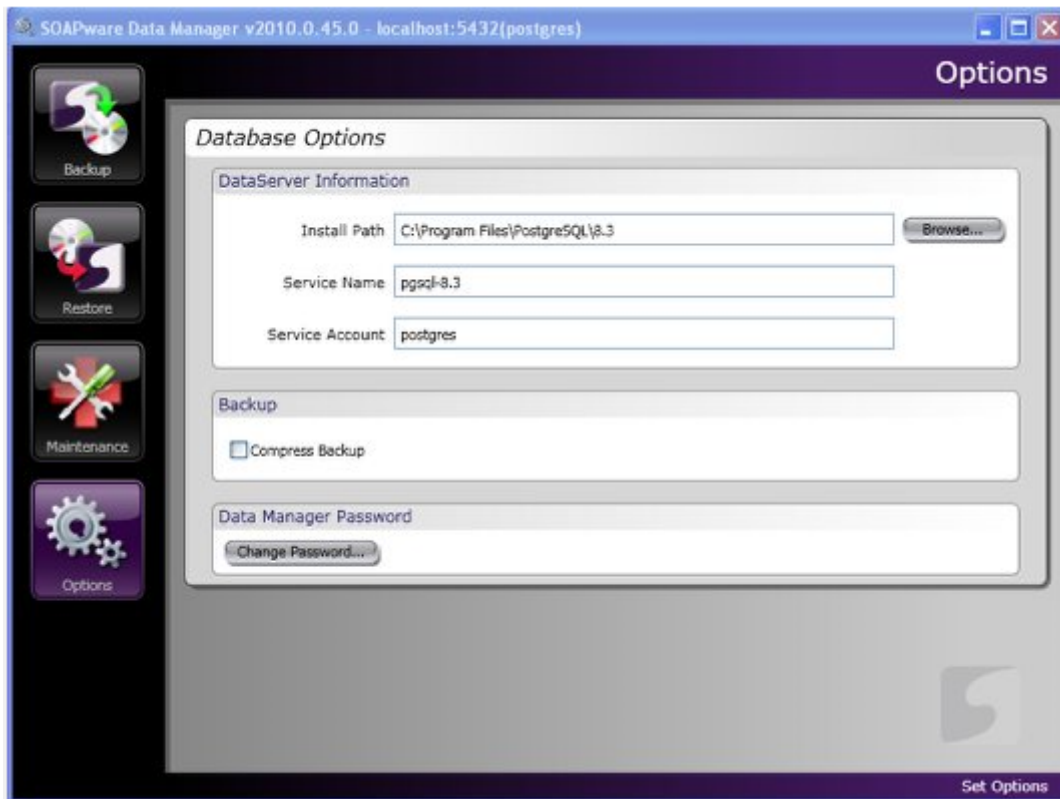 SOAPware Data Manager v2010.0.45.0 - localhost:5432(postgres)
Options
Backup
Restore
Maintenance
Options
Database Options
DataServer Information
Install Path C:\Program Files\PostgreSQL\8.3 Browse...
Service Name pgsql-8.3
Service Account postgres
Backup
Compress Backup
Data Manager Password
Change Password...
Set Options